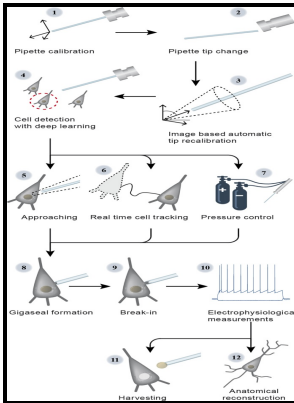 1
2
Pipette calibration
Pipette tip change
4
3
Cell detection
with deep learning
Image based automatic
tip recalibration
5
6
7
Approaching
Real time cell tracking
Pressure control
8
9
10
Gigaseal formation
Break-in
Electrophysiological
measurements
11
12
Harvesting
Anatomical
reconstruction